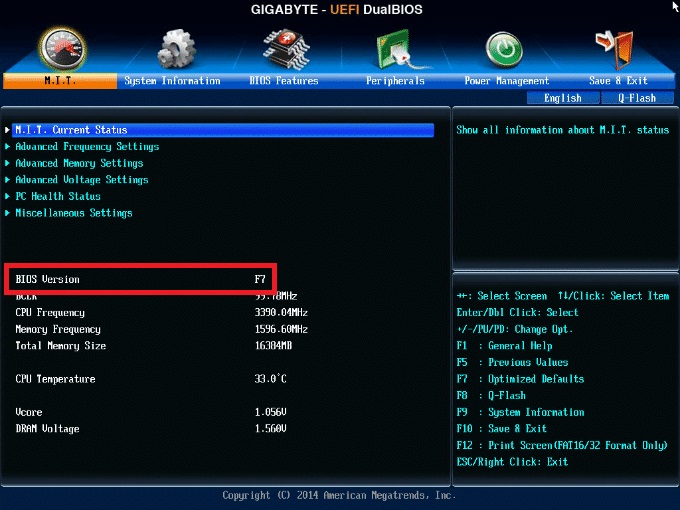 GIGABYTE - UEFI DualBIOS
M.I.T. System Information BIOS Features Peripherals Power Management Save & Exit
English Q-Flash
M.I.T. Current Status
Advanced Frequency Settings
Advanced Memory Settings
Advanced Voltage Settings
PC Health Status
Miscellaneous Settings
BIOS Version F7
BCLK 99.78MHz
CPU Frequency 3390.04MHz
Memory Frequency 1596.60MHz
Total Memory Size 16384MB
CPU Temperature 33.0°C
Vcore 1.056V
DRAM Voltage 1.560V
Show all information about M.I.T. status
→←: Select Screen ↑↓/Click: Select Item
Enter/Dbl Click: Select
+/-/PU/PD: Change Opt.
F1 : General Help
F5 : Previous Values
F7 : Optimized Defaults
F8 : Q-Flash
F9 : System Information
F10 : Save & Exit
F12 : Print Screen(FAT16/32 Format Only)
ESC/Right Click: Exit
Copyright (C) 2014 American Megatrends, Inc.